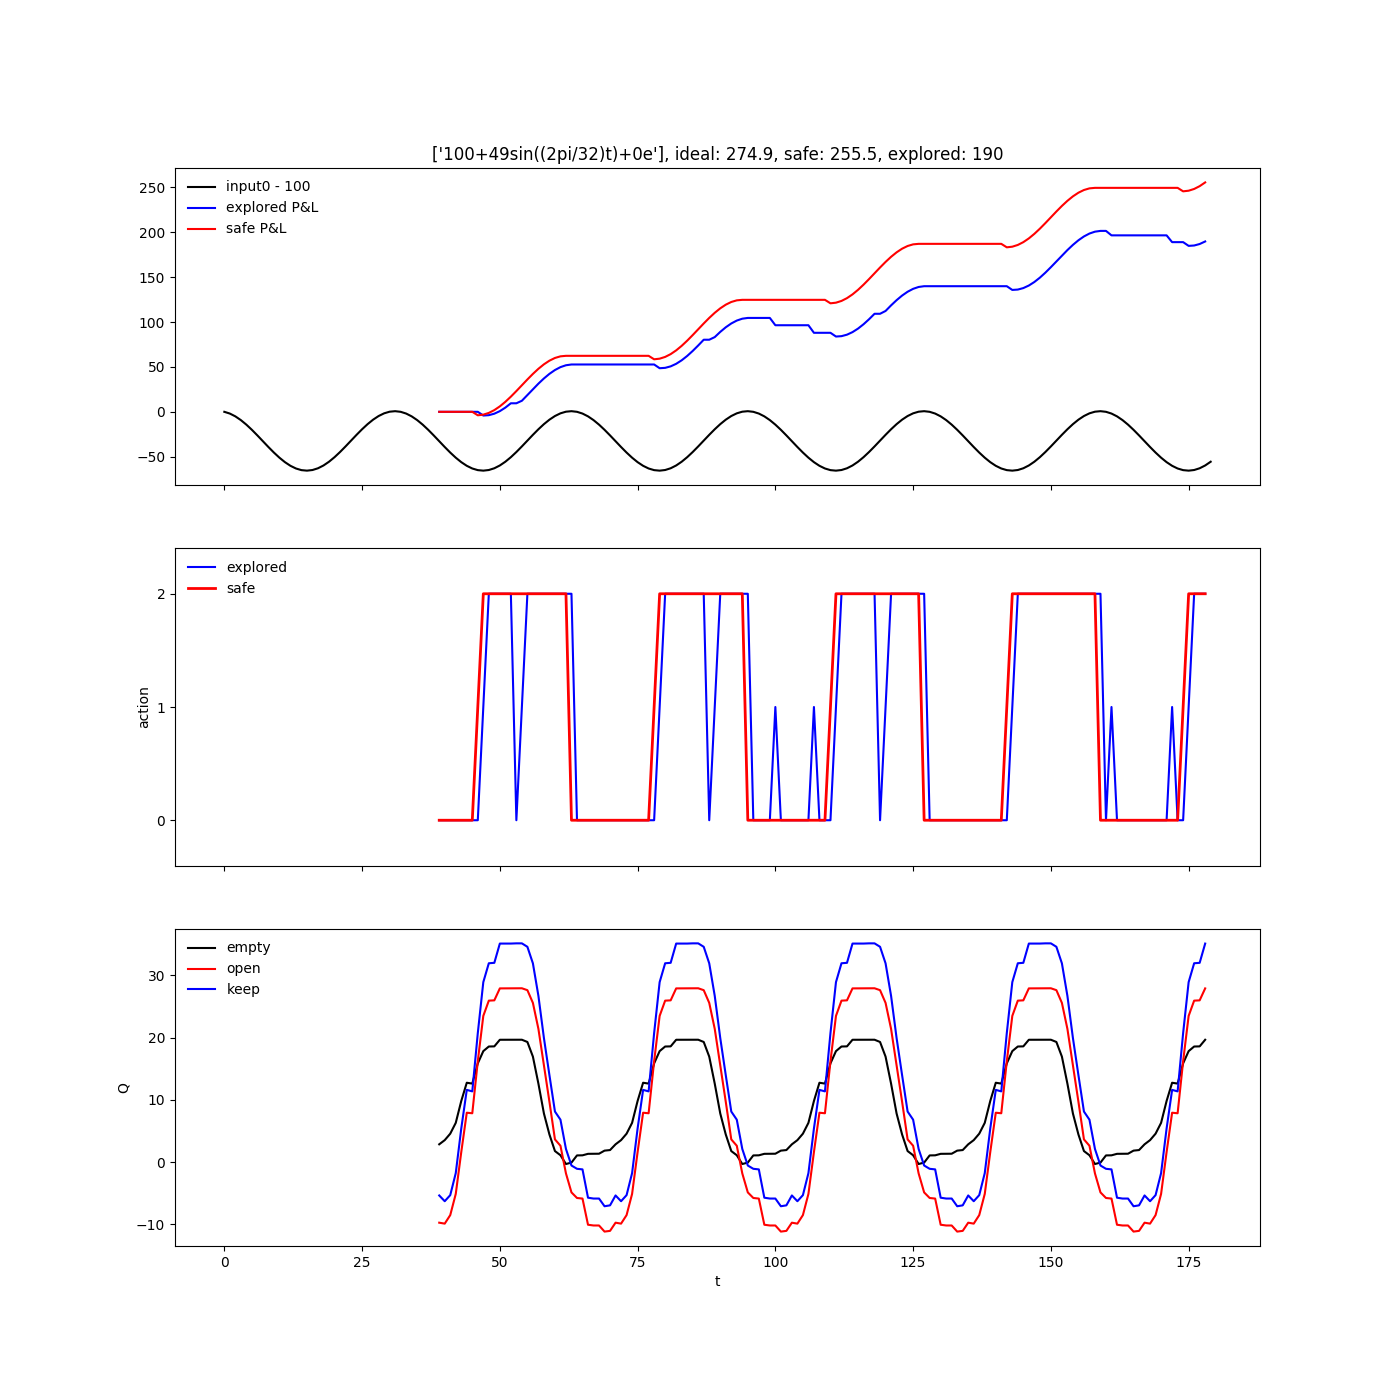 ['100+49sin((2pi/32)t)+0e'], ideal: 274.9, safe: 255.5, explored: 190
250
200
150
100
50
0
−50
input0 - 100
explored P&L
safe P&L
action
2
1
0
explored
safe
Q
30
20
10
0
−10
empty
open
keep
0 25 50 75 100 125 150 175
t